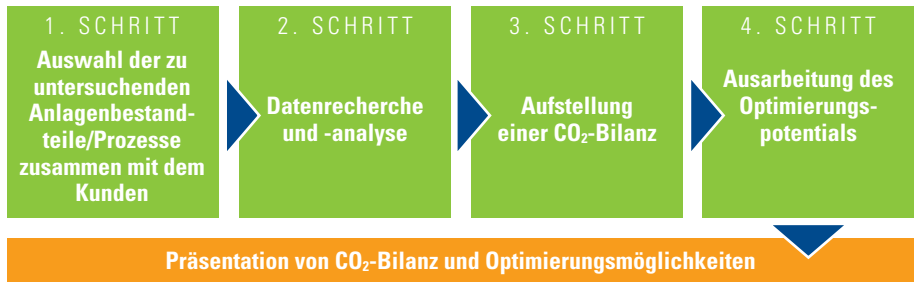 1. SCHRITT
Auswahl der zu
untersuchenden
Anlagenbestand-
teile/Prozesse
zusammen mit dem
Kunden
2. SCHRITT
Datenrecherche
und -analyse
3. SCHRITT
Aufstellung
einer CO₂-Bilanz
4. SCHRITT
Ausarbeitung des
Optimierungs-
potentials
Präsentation von CO₂-Bilanz und Optimierungsmöglichkeiten